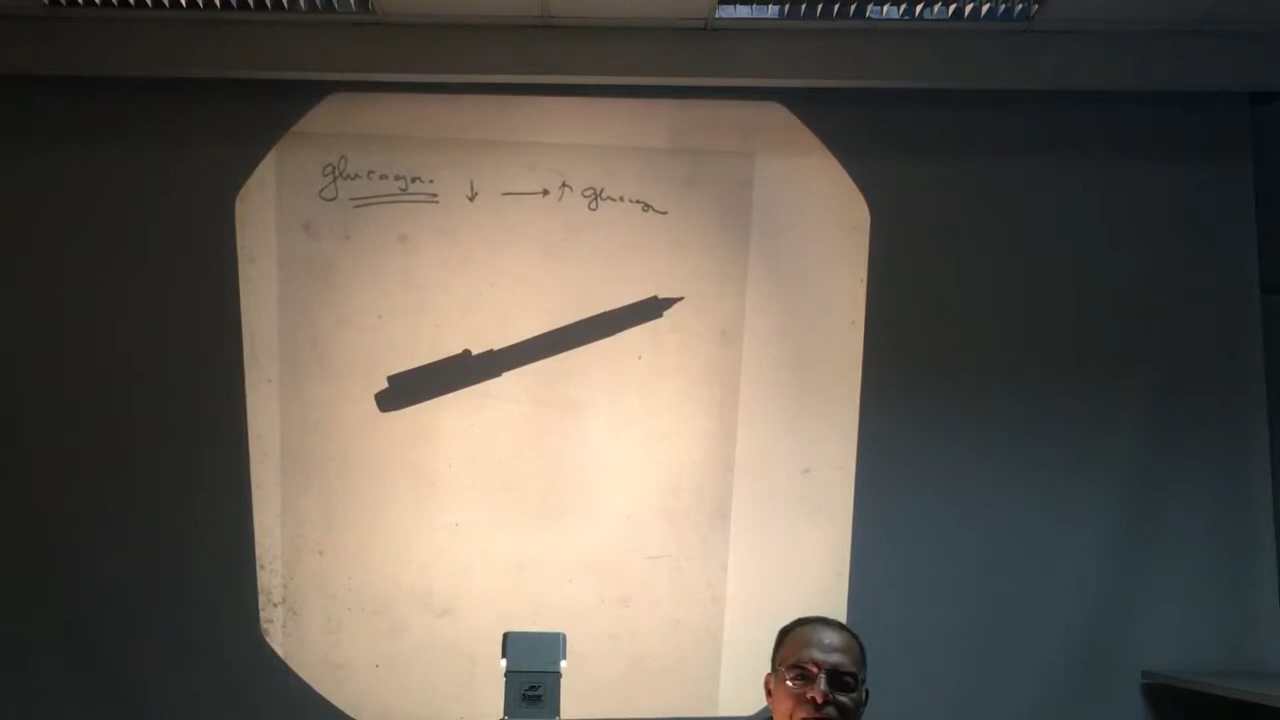 glucagon. ↓ → ↑ glucagon